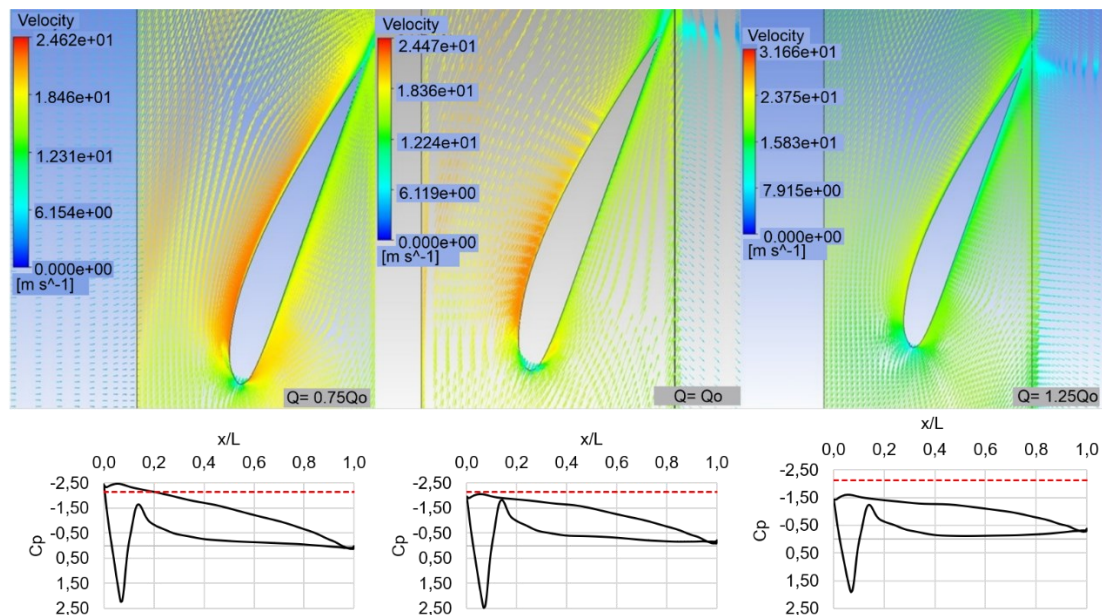 Velocity
2.462e+01
1.846e+01
1.231e+01
6.154e+00
0.000e+00
[m s^-1]
Q= 0.75Qo
Velocity
2.447e+01
1.836e+01
1.224e+01
6.119e+00
0.000e+00
[m s^-1]
Q= Qo
Velocity
3.166e+01
2.375e+01
1.583e+01
7.915e+00
0.000e+00
[m s^-1]
Q= 1.25Qo
x/L
0,0 0,2 0,4 0,6 0,8 1,0
-2,50
-1,50
-0,50
0,50
1,50
2,50
Cp
x/L
0,0 0,2 0,4 0,6 0,8 1,0
-2,50
-1,50
-0,50
0,50
1,50
2,50
Cp
x/L
0,0 0,2 0,4 0,6 0,8 1,0
-2,50
-1,50
-0,50
0,50
1,50
2,50
Cp